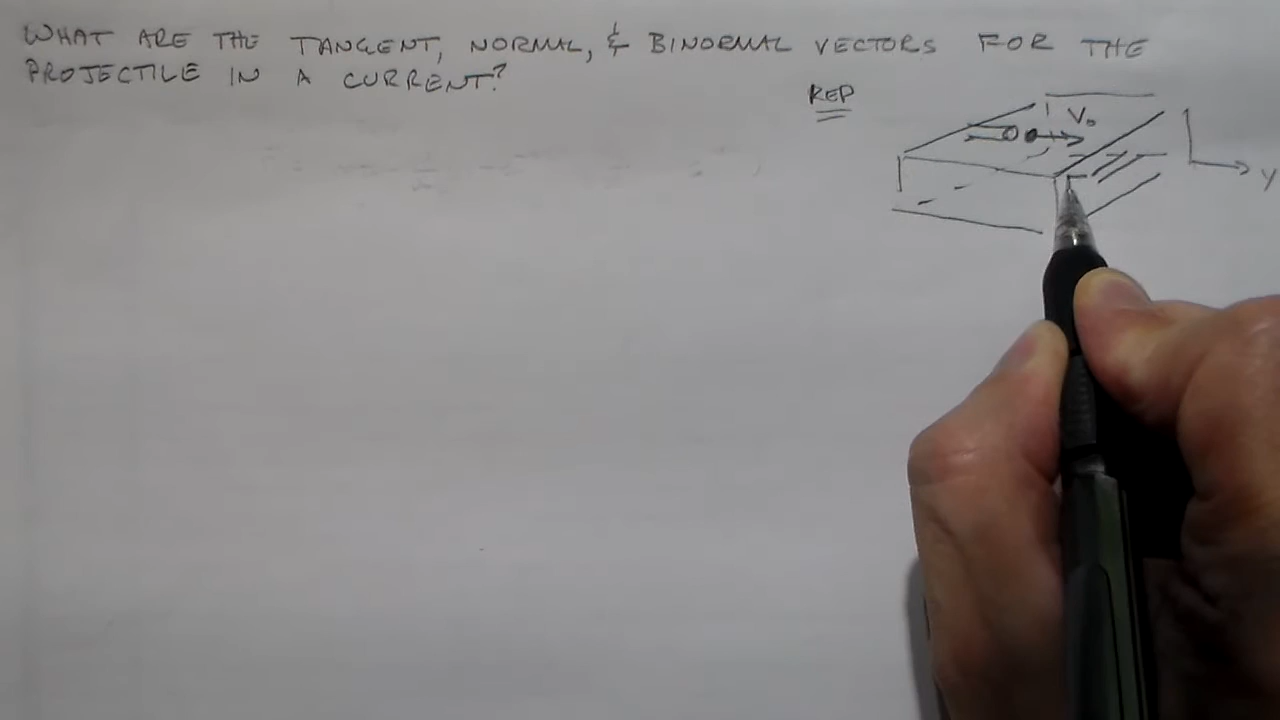 WHAT ARE THE TANGENT, NORMAL, & BINORMAL VECTORS FOR THE
PROJECTILE IN A CURRENT?
REP
V₀
Y